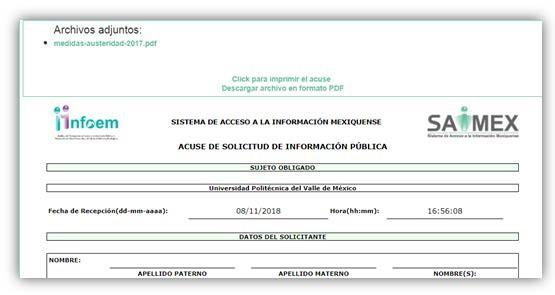 Archivos adjuntos:
medidas-austeridad-2017.pdf
Click para imprimir el acuse
Descargar archivo en formato PDF
infoem
SISTEMA DE ACCESO A LA INFORMACIÓN MEXIQUENSE
SAIMEX
Sistema de Acceso a la Información Mexiquense
ACUSE DE SOLICITUD DE INFORMACIÓN PÚBLICA
SUJETO OBLIGADO
Universidad Politécnica del Valle de México
Fecha de Recepción(dd-mm-aaaa): 08/11/2018 Hora(hh:mm): 16:56:08
DATOS DEL SOLICITANTE
NOMBRE:
APELLIDO PATERNO APELLIDO MATERNO NOMBRE(S):